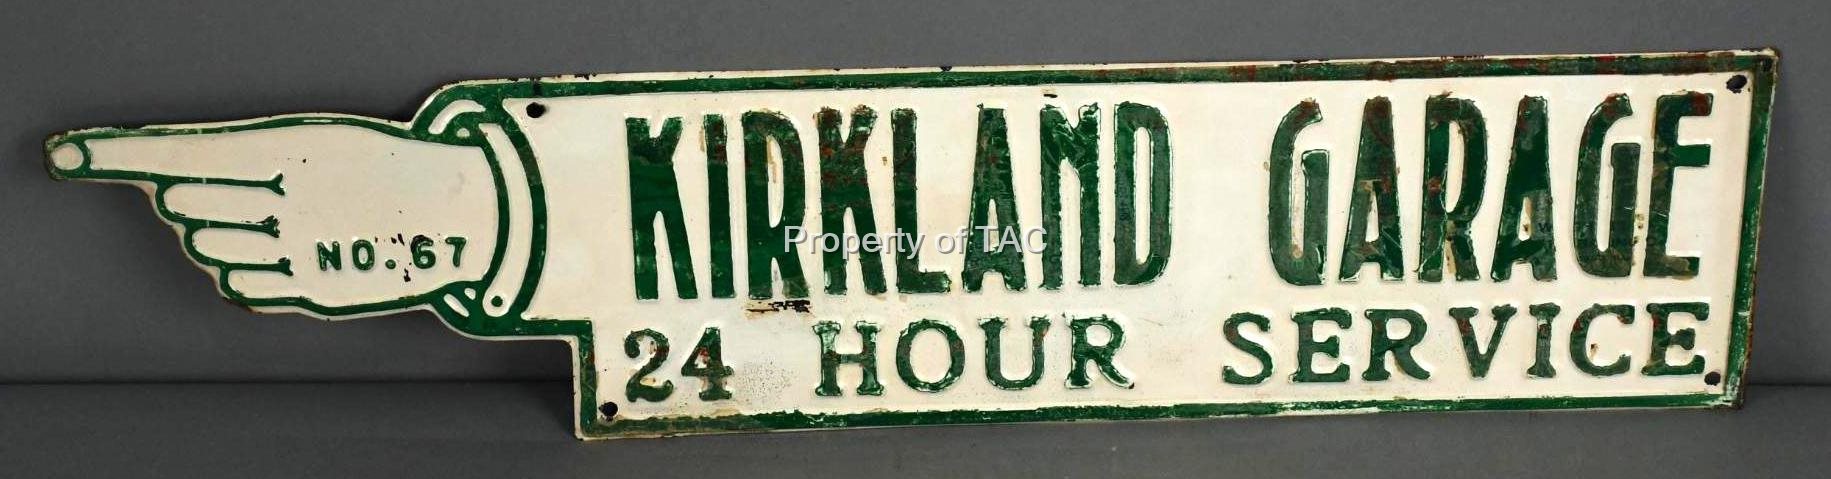 KIRKLAND GARAGE
NO. 67
Property of TAC
24 HOUR SERVICE